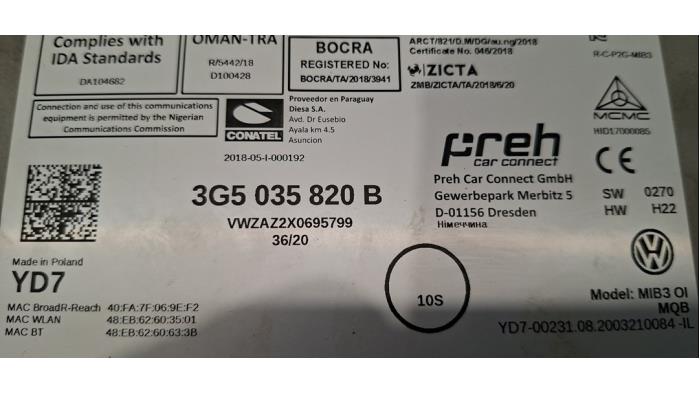 Complies with
IDA Standards
DA104682
OMAN-TRA
R/5442/18
D100428
BOCRA
REGISTERED No:
BOCRA/TA/2018/3941
ARCT/821/D.M/DG/au.ng/2018
Certificate No. 046/2018
ZICTA
ZMB/ZICTA/TA/2018/6/20
R-C-P2G-MIB3
Connection and use of this communications
equipment is permitted by the Nigerian
Communications Commission
CONATEL
2018-05-I-000192
Proveedor en Paraguay
Diesa S.A.
Avd. Dr Eusebio
Ayala km 4.5
Asuncion
MCMC
HID17000085
preh
car connect
Preh Car Connect GmbH
Gewerbepark Merbitz 5
D-01156 Dresden
Німеччина
CE
SW 0270
HW H22
3G5 035 820 B
VWZAZ2X0695799
36/20
Made in Poland
YD7
MAC BroadR-Reach 40:FA:7F:06:9E:F2
MAC WLAN 48:EB:62:60:35:01
MAC BT 48:EB:62:60:63:3B
10S
Model: MIB3 OI
MQB
YD7-00231.08.2003210084 -IL